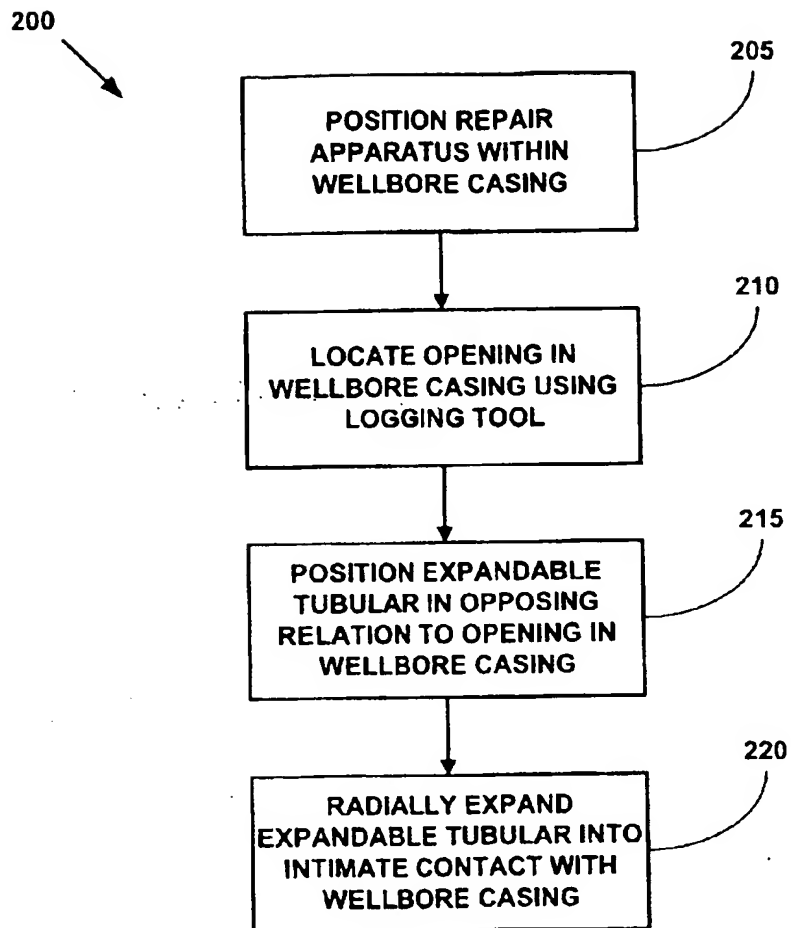 200
205
POSITION REPAIR
APPARATUS WITHIN
WELLBORE CASING
210
LOCATE OPENING IN
WELLBORE CASING USING
LOGGING TOOL
215
POSITION EXPANDABLE
TUBULAR IN OPPOSING
RELATION TO OPENING IN
WELLBORE CASING
220
RADIALLY EXPAND
EXPANDABLE TUBULAR INTO
INTIMATE CONTACT WITH
WELLBORE CASING